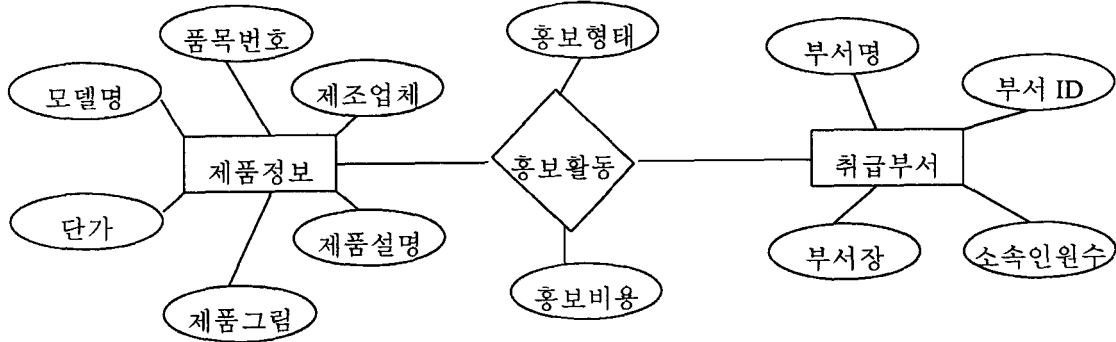 품목번호
홍보형태
부서명
모델명
제조업체
부서 ID
제품정보
홍보활동
취급부서
단가
제품설명
부서장
소속인원수
제품그림
홍보비용